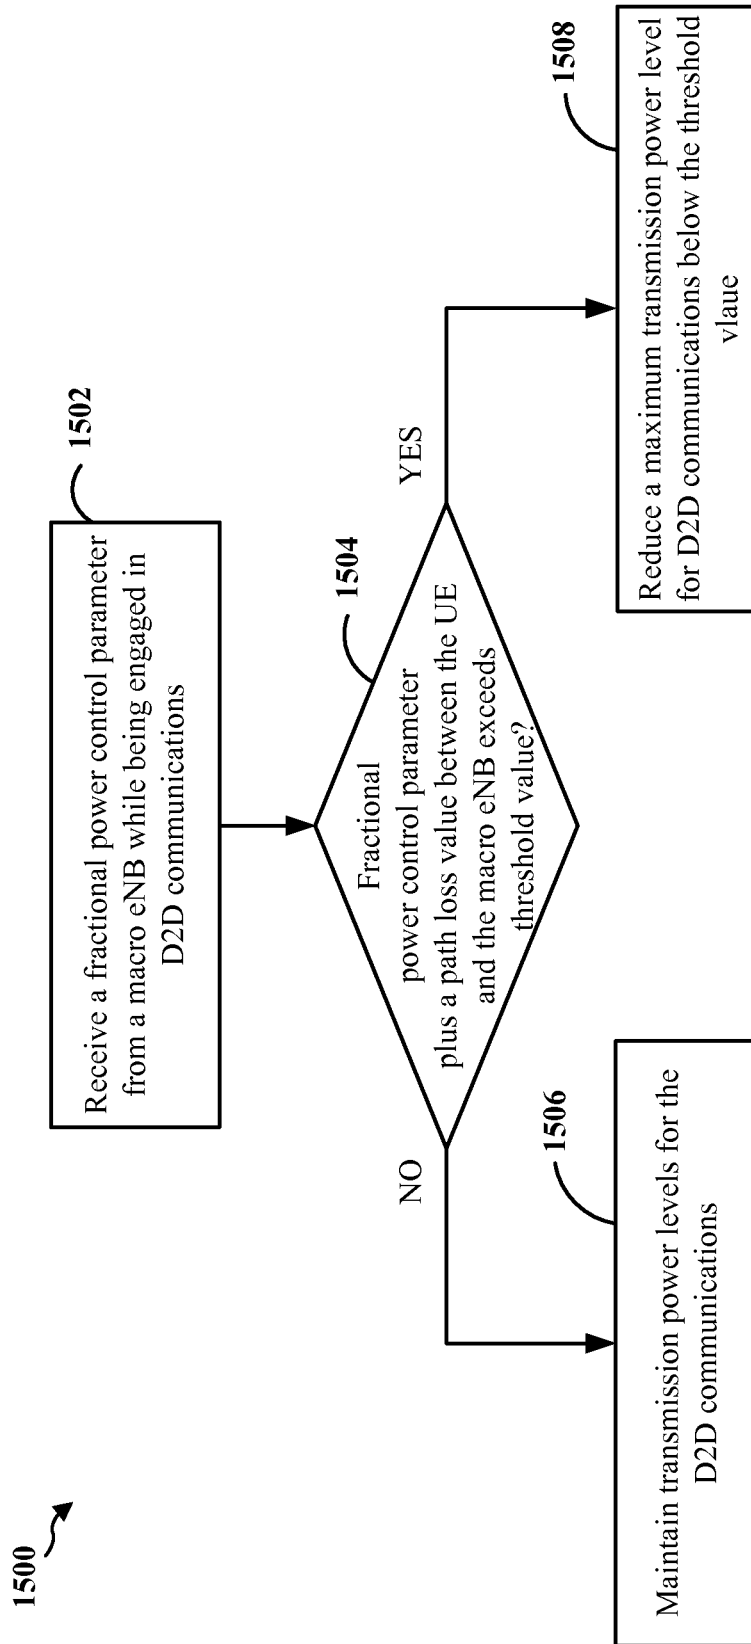 1500
1502
Receive a fractional power control parameter
from a macro eNB while being engaged in
D2D communications
1504
Fractional
power control parameter
plus a path loss value between the UE
and the macro eNB exceeds
threshold value?
NO
YES
1506
Maintain transmission power levels for the
D2D communications
1508
Reduce a maximum transmission power level
for D2D communications below the threshold
vlaue